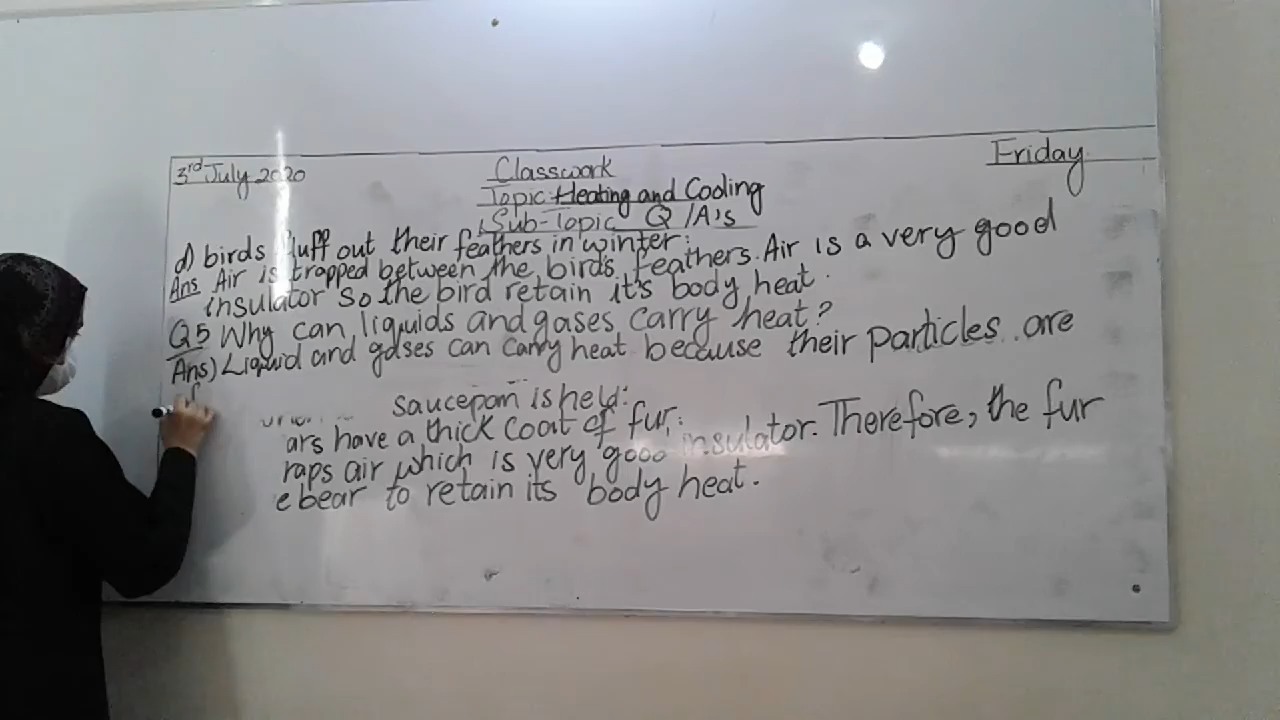 3rd July 2020
Classwork
Friday
Topic: Heating and Cooling
Sub-Topic Q/A's
d) birds fluff out their feathers in winter:
Ans Air is trapped between the birds feathers. Air is a very good
insulator so the bird retain it's body heat.
Q5 Why can liquids and gases carry heat?
Ans) Liquid and gases can carry heat because their particles are
saucepan is held:
ars have a thick coat of fur,:
raps air which is very good insulator. Therefore, the fur
e bear to retain its body heat.